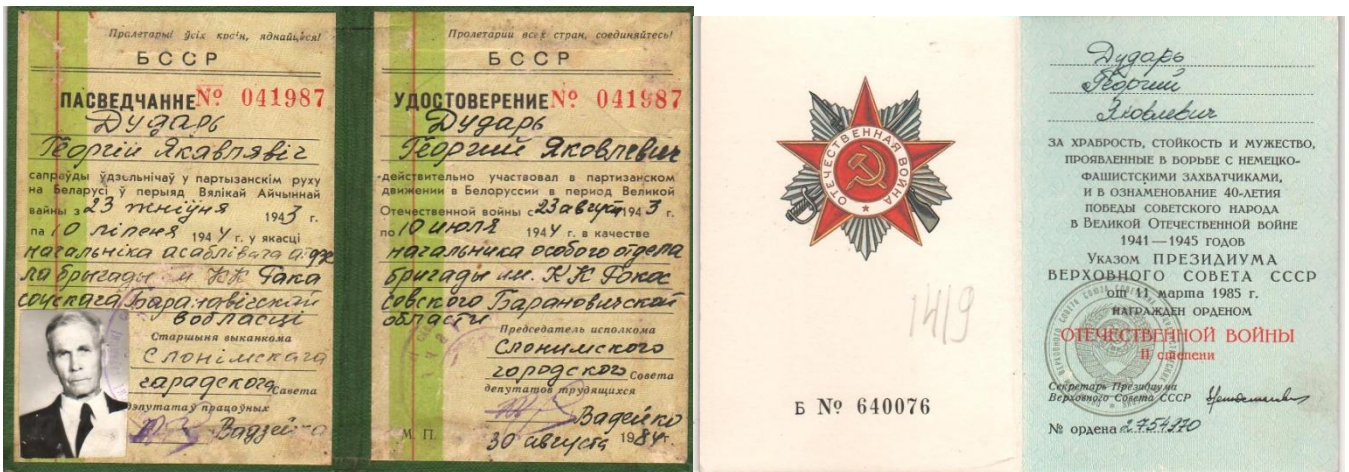 Пралетарыі ўсіх краін, яднайцеся!
БССР
ПАСВЕДЧАННЕ № 041987
Дударь
Георгій Якавлявіч
сапраўды ўдзельнічаў у партызанскім руху
на Беларусі ў перыяд Вялікай Айчыннай
вайны з 23 жніўня 1943 г.
па 10 ліпеня 1944 г. у якасці
начальніка асаблівага аддз
ла брыгады м. К К Рака
соўскага Баранавіцкай
вобласці
Старшыня выканкома
Слонімскага
гарадскога Савета
дэпутатаў працоўных
Вадзейка
Пролетарии всех стран, соединяйтесь!
БССР
УДОСТОВЕРЕНИЕ № 041987
Дударь
Георгий Яковлевич
действительно участвовал в партизанском
движении в Белоруссии в период Великой
Отечественной войны с 23 августа 1943 г.
по 10 июля 1944 г. в качестве
начальника особого отдела
бригады им. К К Рокос
совского Барановичской
области
Председатель исполкома
Слонимского
городского Совета
депутатов трудящихся
Вадейко
М. П.
30 августа 1984 г.
ОТЕЧЕСТВЕННАЯ ВОЙНА
1419
Б № 640076
Дударь
Георгий
Яковлевич
ЗА ХРАБРОСТЬ, СТОЙКОСТЬ И МУЖЕСТВО,
ПРОЯВЛЕННЫЕ В БОРЬБЕ С НЕМЕЦКО-
ФАШИСТСКИМИ ЗАХВАТЧИКАМИ,
И В ОЗНАМЕНОВАНИЕ 40-ЛЕТИЯ
ПОБЕДЫ СОВЕТСКОГО НАРОДА
В ВЕЛИКОЙ ОТЕЧЕСТВЕННОЙ ВОЙНЕ
1941—1945 ГОДОВ
УКАЗОМ ПРЕЗИДИУМА
ВЕРХОВНОГО СОВЕТА СССР
от 11 марта 1985 г.
НАГРАЖДЕН ОРДЕНОМ
ОТЕЧЕСТВЕННОЙ ВОЙНЫ
II степени
Секретарь Президиума
Верховного Совета СССР
№ ордена 2754970